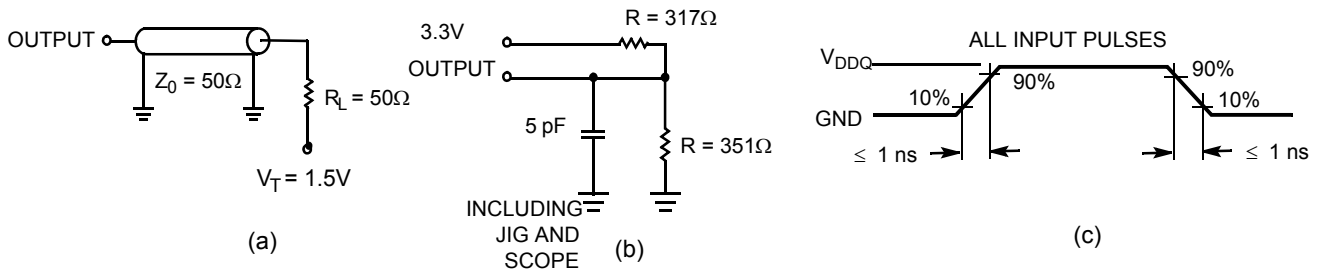 OUTPUT
Z0 = 50Ω
RL = 50Ω
VT = 1.5V
(a)
R = 317Ω
3.3V
OUTPUT
5 pF
R = 351Ω
INCLUDING
JIG AND
SCOPE
(b)
ALL INPUT PULSES
VDDQ
GND
10%
90%
90%
10%
≤ 1 ns
≤ 1 ns
(c)